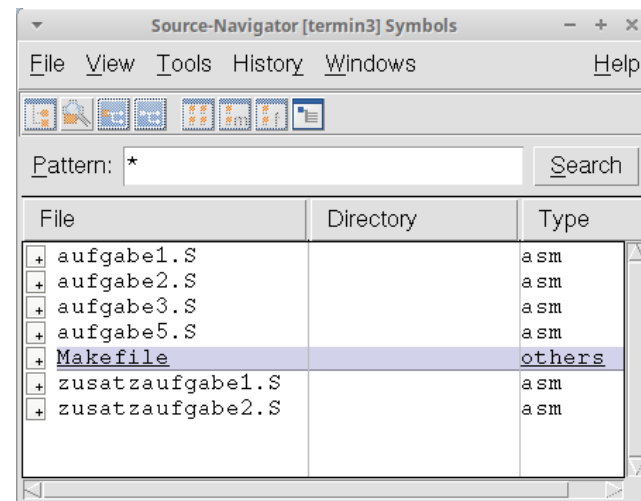 Source-Navigator [termin3] Symbols
File View Tools History Windows Help
Pattern: * Search
File Directory Type
aufgabe1.S asm
aufgabe2.S asm
aufgabe3.S asm
aufgabe5.S asm
Makefile others
zusatzaufgabe1.S asm
zusatzaufgabe2.S asm